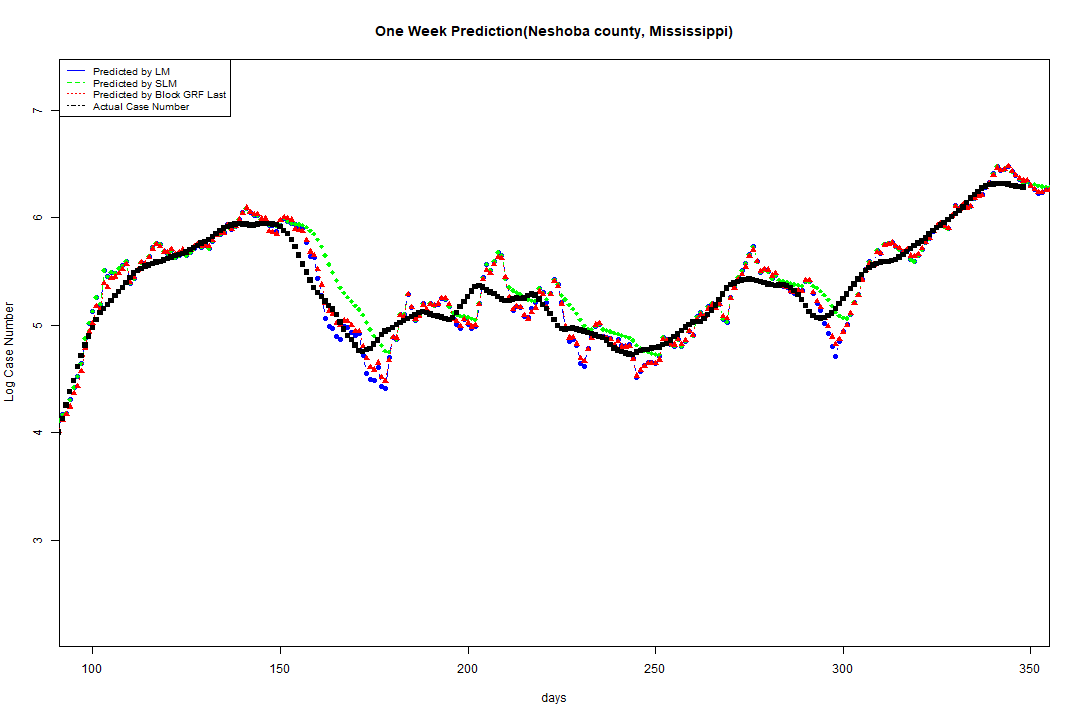 One Week Prediction(Neshoba county, Mississippi)
Predicted by LM
Predicted by SLM
Predicted by Block GRF Last
Actual Case Number
7
6
5
4
3
Log Case Number
100 150 200 250 300 350
days